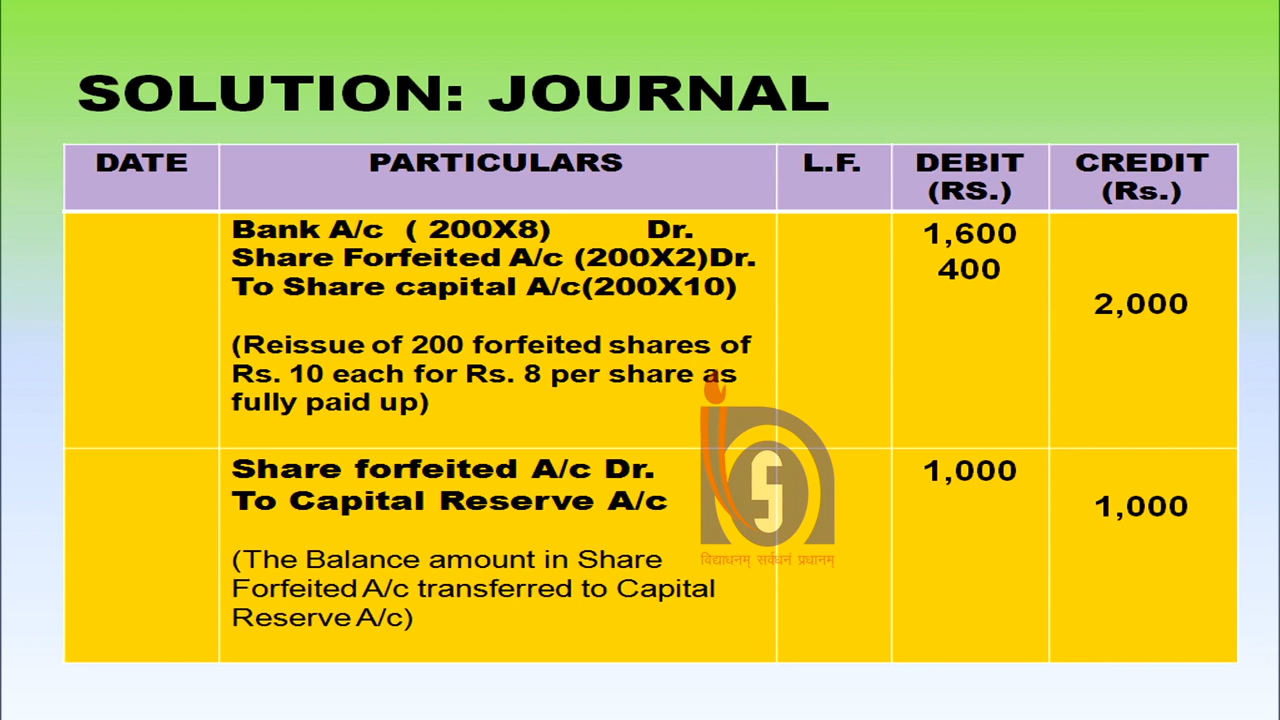 SOLUTION: JOURNAL
DATE PARTICULARS L.F. DEBIT (RS.) CREDIT (Rs.)
Bank A/c ( 200X8) Dr. 1,600
Share Forfeited A/c (200X2)Dr. 400
To Share capital A/c(200X10) 2,000
(Reissue of 200 forfeited shares of
Rs. 10 each for Rs. 8 per share as
fully paid up)
Share forfeited A/c Dr. 1,000
To Capital Reserve A/c 1,000
(The Balance amount in Share
Forfeited A/c transferred to Capital
Reserve A/c)
विद्याधनम् सर्वधनं प्रधानम्